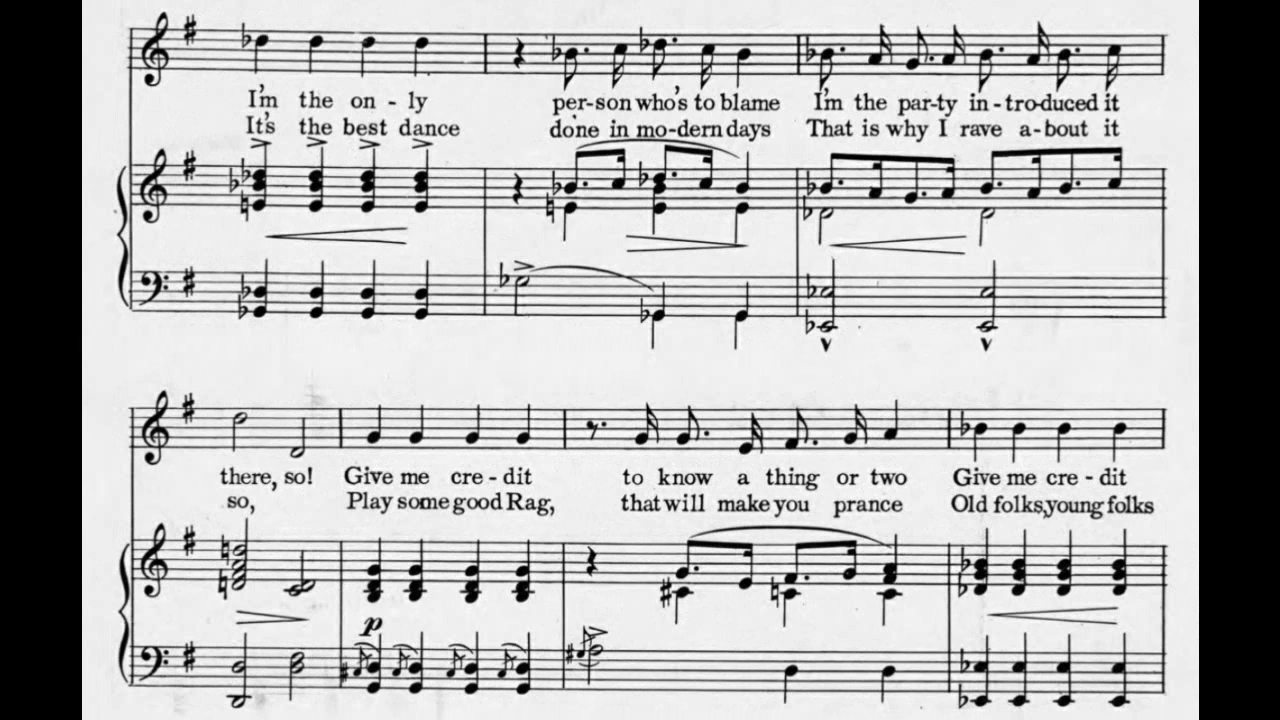 I'm the on - ly per-son who's to blame I'm the par-ty in-tro-duced it
It's the best dance done in mo-dern days That is why I rave a-bout it
there, so! Give me cre-dit to know a thing or two Give me cre - dit
so, Play some good Rag, that will make you prance Old folks, young folks
p